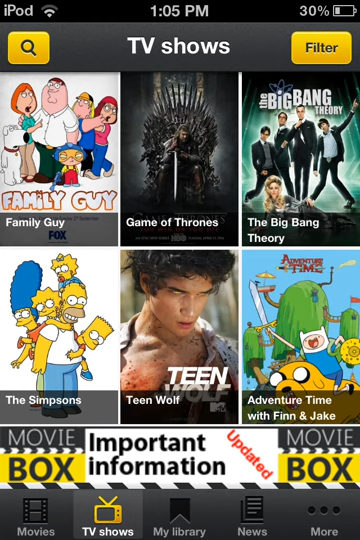 iPod 1:05 PM 30%
TV shows
Filter
FAMILY GUY
FOX
Family Guy
HBO
Game of Thrones
the BIG BANG
THEORY
The Big Bang
Theory
The Simpsons
TEEN
WOLF
MTV
Teen Wolf
ADVENTURE
TIME
Adventure Time
with Finn & Jake
MOVIE
BOX
Important
information
Updated
MOVIE
BOX
Movies
TV shows
My library
News
More